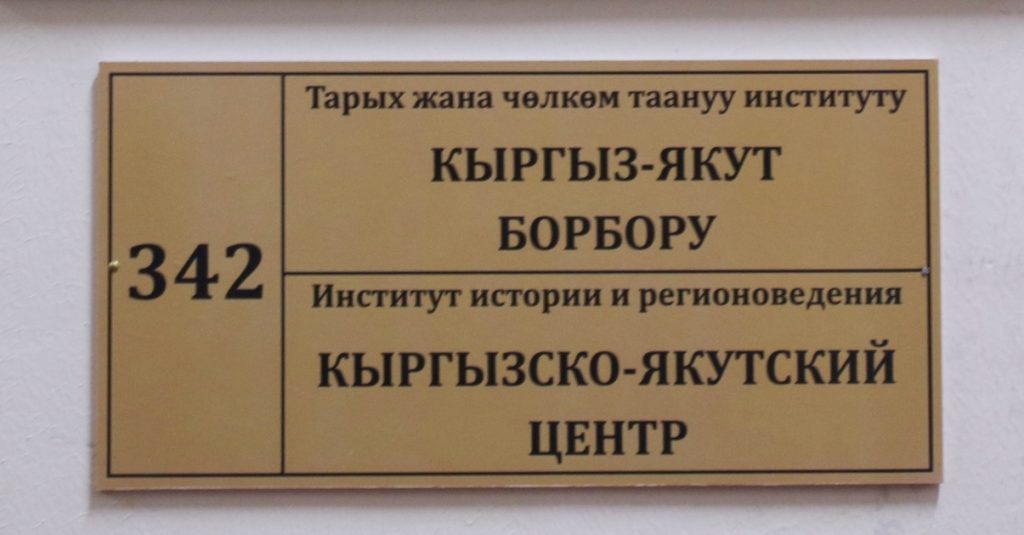 342
Тарых жана чөлкөм таануу институту
КЫРГЫЗ-ЯКУТ
БОРБОРУ
Институт истории и регионоведения
КЫРГЫЗСКО-ЯКУТСКИЙ
ЦЕНТР